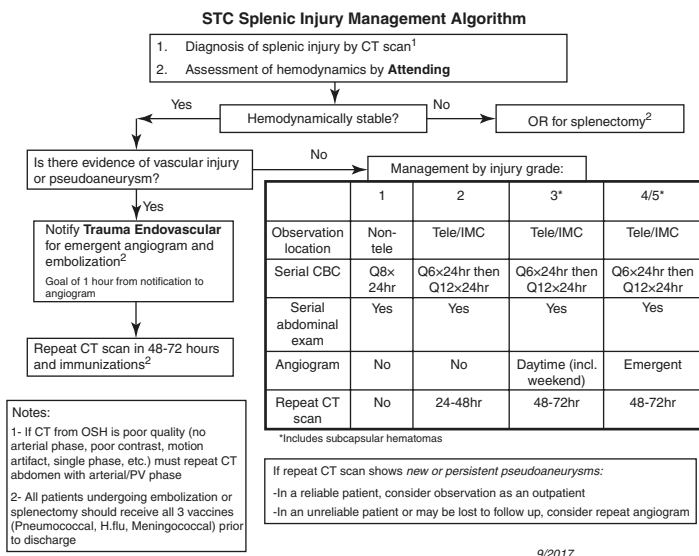 STC Splenic Injury Management Algorithm
1. Diagnosis of splenic injury by CT scan1
2. Assessment of hemodynamics by Attending
Yes
Hemodynamically stable?
No
OR for splenectomy2
Is there evidence of vascular injury
or pseudoaneurysm?
No
Management by injury grade:
Yes
Notify Trauma Endovascular
for emergent angiogram and
embolization2
Goal of 1 hour from notification to
angiogram
Repeat CT scan in 48-72 hours
and immunizations2
1 2 3* 4/5*
Observation Non- Tele/IMC Tele/IMC Tele/IMC
location tele
Serial CBC Q8× Q6×24hr then Q6×24hr then Q6×24hr then
24hr Q12×24hr Q12×24hr Q12×24hr
Serial Yes Yes Yes Yes
abdominal
exam
Angiogram No No Daytime (incl. Emergent
weekend)
Repeat CT No 24-48hr 48-72hr 48-72hr
scan
*Includes subcapsular hematomas
Notes:
1- If CT from OSH is poor quality (no
arterial phase, poor contrast, motion
artifact, single phase, etc.) must repeat CT
abdomen with arterial/PV phase
2- All patients undergoing embolization or
splenectomy should receive all 3 vaccines
(Pneumococcal, H.flu, Meningococcal) prior
to discharge
If repeat CT scan shows new or persistent pseudoaneurysms:
-In a reliable patient, consider observation as an outpatient
-In an unreliable patient or may be lost to follow up, consider repeat angiogram
9/2017